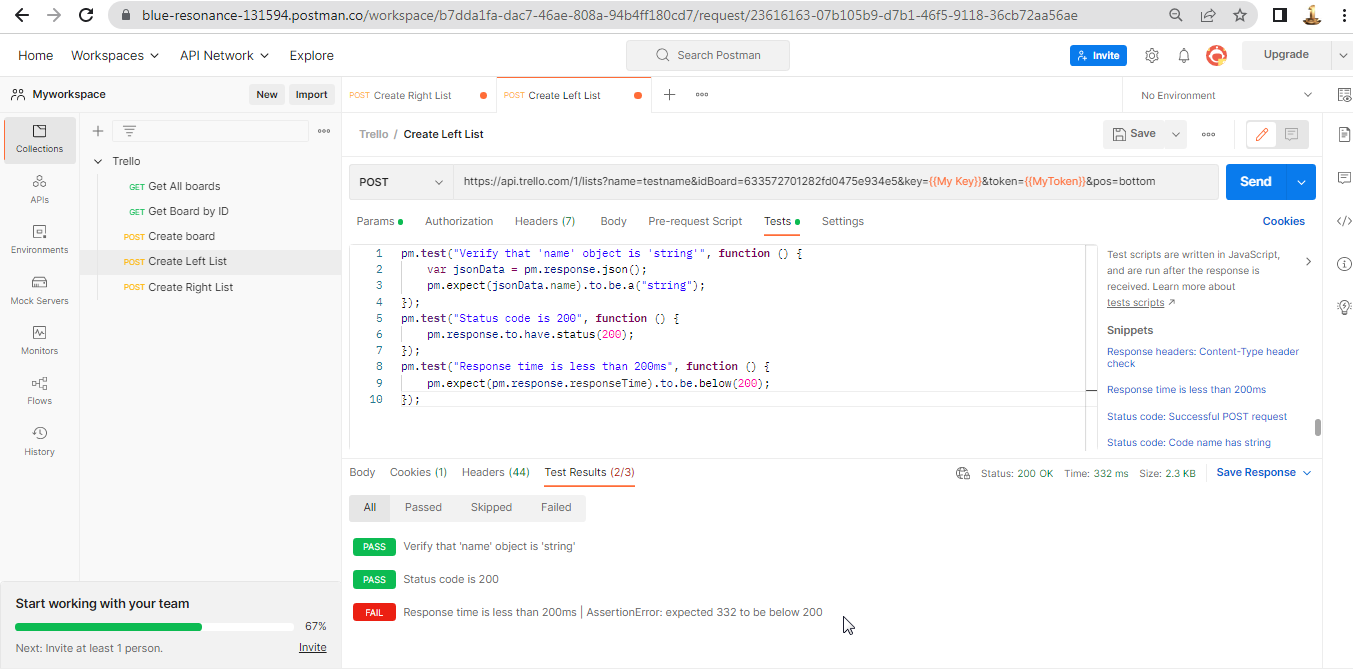 blue-resonance-131594.postman.co/workspace/b7dda1fa-dac7-46ae-808a-94b4ff180cd7/request/23616163-07b105b9-d7b1-46f5-9118-36cb72aa56ae
Home Workspaces API Network Explore Search Postman Invite Upgrade
Myworkspace New Import POST Create Right List POST Create Left List No Environment
Collections
APIs
Environments
Mock Servers
Monitors
Flows
History
Trello
GET Get All boards
GET Get Board by ID
POST Create board
POST Create Left List
POST Create Right List
Trello / Create Left List Save
POST https://api.trello.com/1/lists?name=testname&idBoard=633572701282fd0475e934e5&key={{My Key}}&token={{MyToken}}&pos=bottom Send
Params Authorization Headers (7) Body Pre-request Script Tests Settings Cookies
1 pm.test("Verify that 'name' object is 'string'", function () {
2 var jsonData = pm.response.json();
3 pm.expect(jsonData.name).to.be.a("string");
4 });
5 pm.test("Status code is 200", function () {
6 pm.response.to.have.status(200);
7 });
8 pm.test("Response time is less than 200ms", function () {
9 pm.expect(pm.response.responseTime).to.be.below(200);
10 });
Test scripts are written in JavaScript,
and are run after the response is
received. Learn more about
tests scripts ↗
Snippets
Response headers: Content-Type header
check
Response time is less than 200ms
Status code: Successful POST request
Status code: Code name has string
Body Cookies (1) Headers (44) Test Results (2/3) Status: 200 OK Time: 332 ms Size: 2.3 KB Save Response
All Passed Skipped Failed
PASS Verify that 'name' object is 'string'
PASS Status code is 200
FAIL Response time is less than 200ms | AssertionError: expected 332 to be below 200
Start working with your team
67%
Next: Invite at least 1 person. Invite